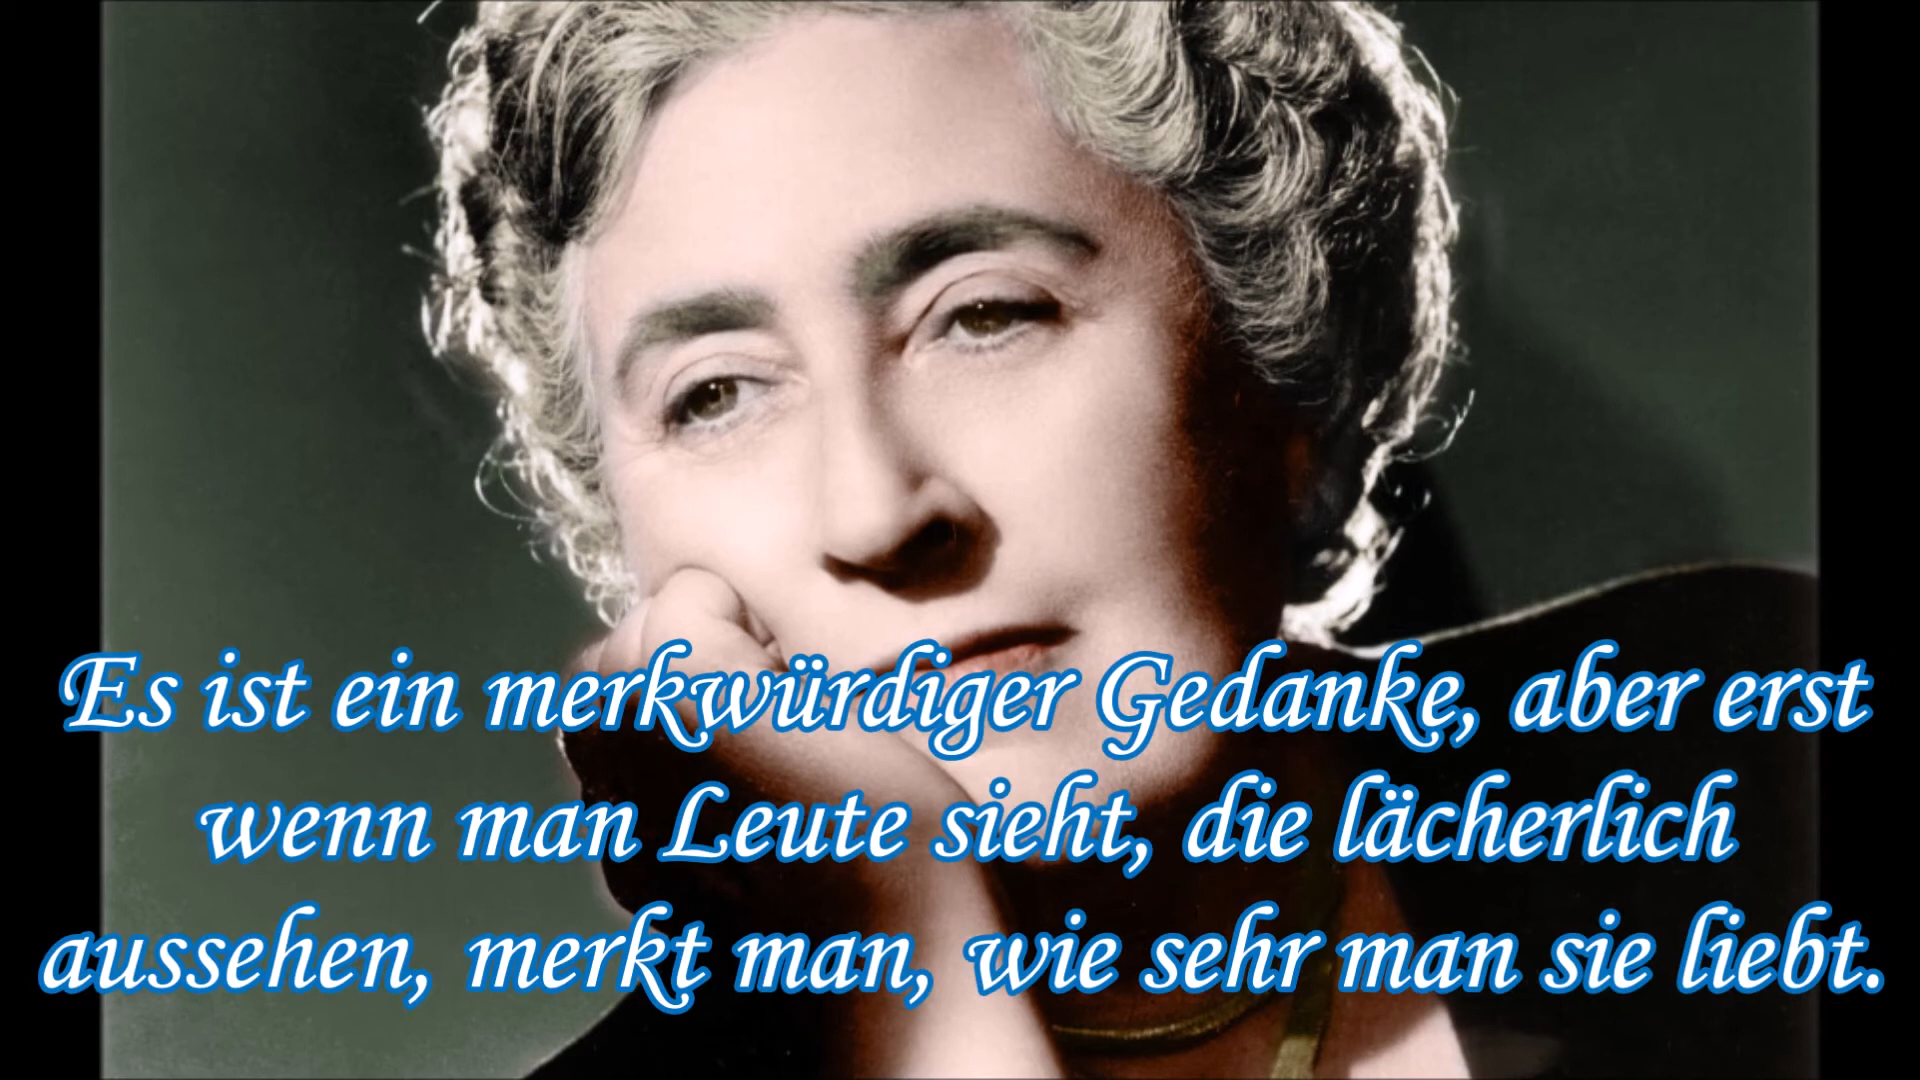 Es ist ein merkwürdiger Gedanke, aber erst
wenn man Leute sieht, die lächerlich
aussehen, merkt man, wie sehr man sie liebt.